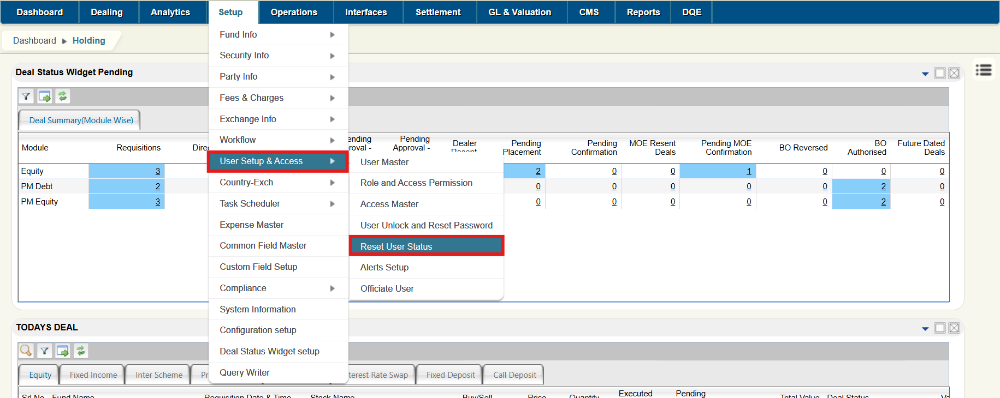 Dashboard Dealing Analytics Setup Operations Interfaces Settlement GL & Valuation CMS Reports DQE
Dashboard Holding
Fund Info
Security Info
Party Info
Fees & Charges
Exchange Info
Workflow
User Setup & Access
Country-Exch
Task Scheduler
Expense Master
Common Field Master
Custom Field Setup
Compliance
System Information
Configuration setup
Deal Status Widget setup
Query Writer
User Master
Role and Access Permission
Access Master
User Unlock and Reset Password
Reset User Status
Alerts Setup
Officiate User
Deal Status Widget Pending
Deal Summary(Module Wise)
Module Requisitions Pending Approval - Dealer Pending Placement Pending Confirmation MOE Resent Deals Pending MOE Confirmation BO Reversed BO Authorised Future Dated Deals
Equity 3 2 0 0 1 0 0 0
PM Debt 2 0 0 0 0 0 2 0
PM Equity 3 0 0 0 0 0 2 0
TODAYS DEAL
Equity Fixed Income Inter Scheme Rate Swap Fixed Deposit Call Deposit
Srl No Fund Name Requisition Date & Time Stock Name Buy/Sell Price Quantity Executed Pending Total Value Deal Status